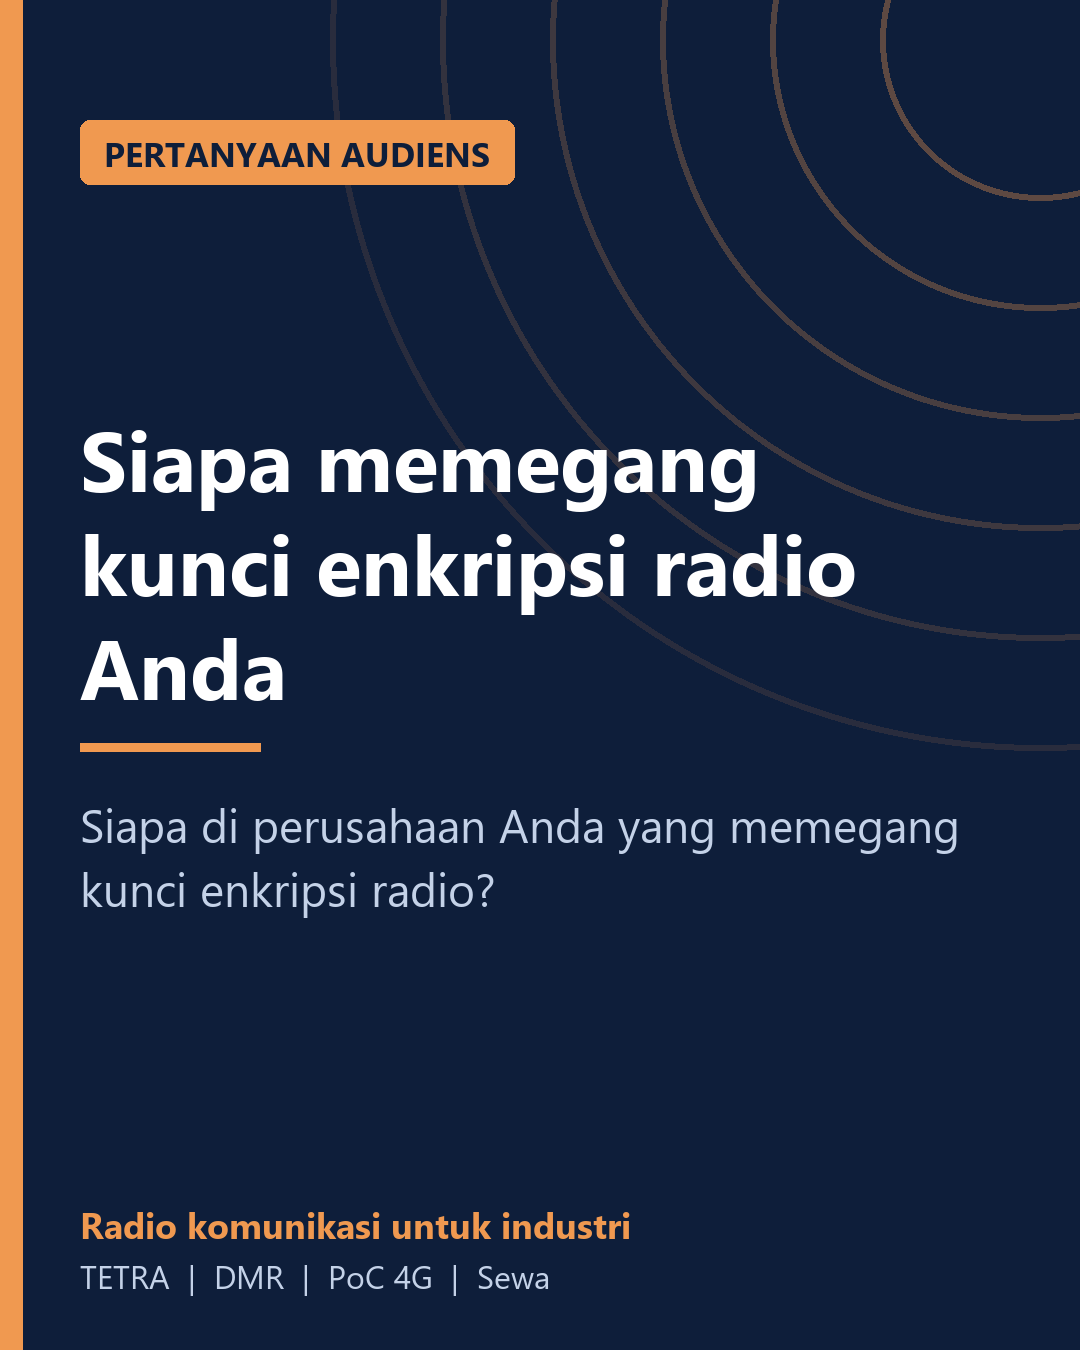 PERTANYAAN AUDIENS
Siapa memegang
kunci enkripsi radio
Anda
Siapa di perusahaan Anda yang memegang
kunci enkripsi radio?
Radio komunikasi untuk industri
TETRA | DMR | PoC 4G | Sewa